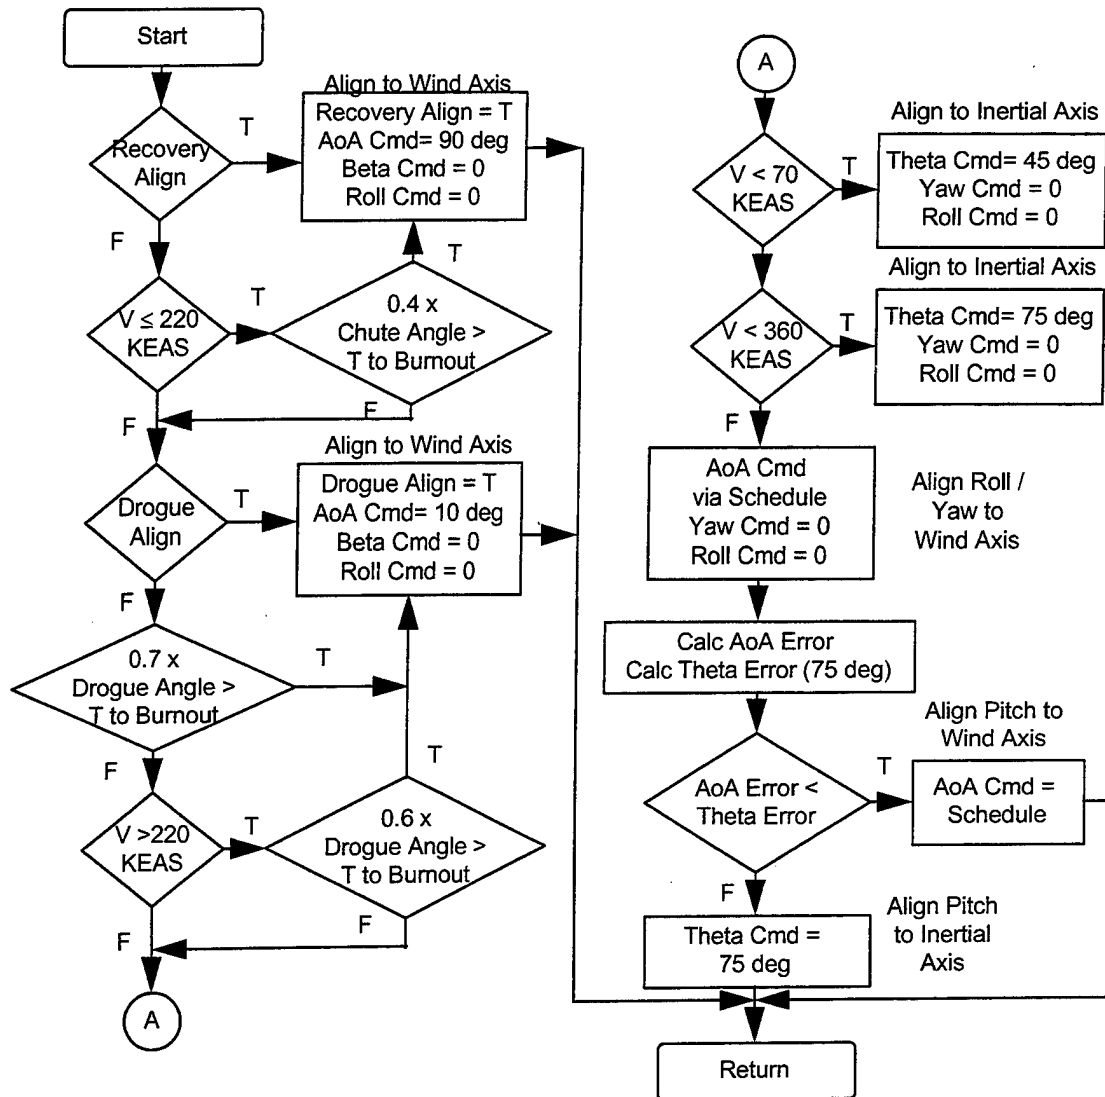 Start
Align to Wind Axis
Recovery
Align
T
Recovery Align = T
AoA Cmd= 90 deg
Beta Cmd = 0
Roll Cmd = 0
F
T
V ≤ 220
KEAS
T
0.4 x
Chute Angle >
T to Burnout
F
F
Align to Wind Axis
Drogue
Align
T
Drogue Align = T
AoA Cmd= 10 deg
Beta Cmd = 0
Roll Cmd = 0
F
0.7 x
Drogue Angle >
T to Burnout
T
F
T
V >220
KEAS
T
0.6 x
Drogue Angle >
T to Burnout
F
F
A
A
Align to Inertial Axis
V < 70
KEAS
T
Theta Cmd= 45 deg
Yaw Cmd = 0
Roll Cmd = 0
Align to Inertial Axis
V < 360
KEAS
T
Theta Cmd= 75 deg
Yaw Cmd = 0
Roll Cmd = 0
F
AoA Cmd
via Schedule
Yaw Cmd = 0
Roll Cmd = 0
Align Roll /
Yaw to
Wind Axis
Calc AoA Error
Calc Theta Error (75 deg)
Align Pitch to
Wind Axis
AoA Error <
Theta Error
T
AoA Cmd =
Schedule
F
Theta Cmd =
75 deg
Align Pitch
to Inertial
Axis
Return